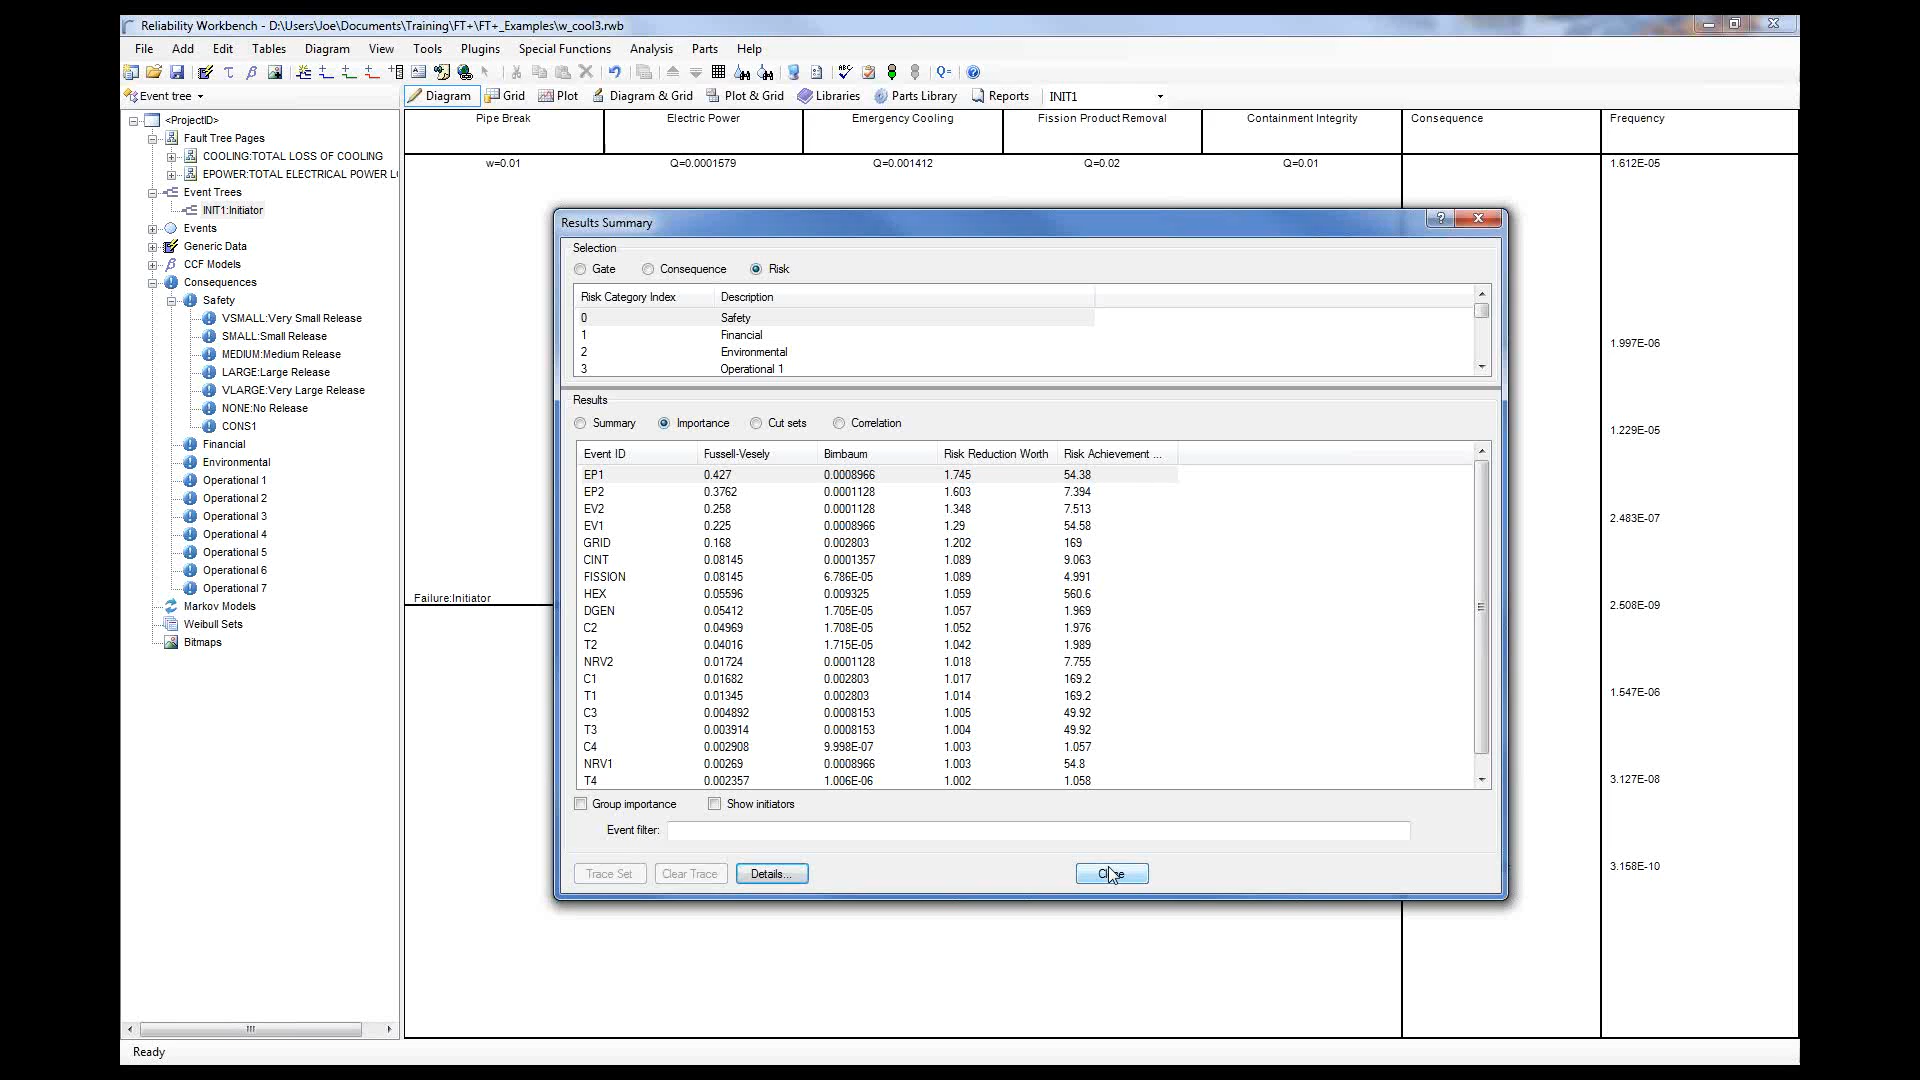 Reliability Workbench - D:\Users\Joe\Documents\Training\FT+\FT+_Examples\w_cool3.rwb
File Add Edit Tables Diagram View Tools Plugins Special Functions Analysis Parts Help
Event tree
Diagram Grid Plot Diagram & Grid Plot & Grid Libraries Parts Library Reports INIT1
<ProjectID>
Fault Tree Pages
COOLING:TOTAL LOSS OF COOLING
EPOWER:TOTAL ELECTRICAL POWER L
Event Trees
INIT1:Initiator
Events
Generic Data
CCF Models
Consequences
Safety
VSMALL:Very Small Release
SMALL:Small Release
MEDIUM:Medium Release
LARGE:Large Release
VLARGE:Very Large Release
NONE:No Release
CONS1
Financial
Environmental
Operational 1
Operational 2
Operational 3
Operational 4
Operational 5
Operational 6
Operational 7
Markov Models
Weibull Sets
Bitmaps
Pipe Break Electric Power Emergency Cooling Fission Product Removal Containment Integrity Consequence Frequency
w=0.01 Q=0.0001579 Q=0.001412 Q=0.02 Q=0.01 1.612E-05
1.997E-06
1.229E-05
2.483E-07
2.508E-09
1.547E-06
3.127E-08
3.158E-10
Failure:Initiator
Results Summary
Selection
Gate Consequence Risk
Risk Category Index Description
0 Safety
1 Financial
2 Environmental
3 Operational 1
Results
Summary Importance Cut sets Correlation
Event ID Fussell-Vesely Birnbaum Risk Reduction Worth Risk Achievement ...
EP1 0.427 0.0008966 1.745 54.38
EP2 0.3762 0.0001128 1.603 7.394
EV2 0.258 0.0001128 1.348 7.513
EV1 0.225 0.0008966 1.29 54.58
GRID 0.168 0.002803 1.202 169
CINT 0.08145 0.0001357 1.089 9.063
FISSION 0.08145 6.786E-05 1.089 4.991
HEX 0.05596 0.009325 1.059 560.6
DGEN 0.05412 1.705E-05 1.057 1.969
C2 0.04969 1.708E-05 1.052 1.976
T2 0.04016 1.715E-05 1.042 1.989
NRV2 0.01724 0.0001128 1.018 7.755
C1 0.01682 0.002803 1.017 169.2
T1 0.01345 0.002803 1.014 169.2
C3 0.004892 0.0008153 1.005 49.92
T3 0.003914 0.0008153 1.004 49.92
C4 0.002908 9.998E-07 1.003 1.057
NRV1 0.00269 0.0008966 1.003 54.8
T4 0.002357 1.006E-06 1.002 1.058
Group importance Show initiators
Event filter:
Trace Set Clear Trace Details... Close
Ready